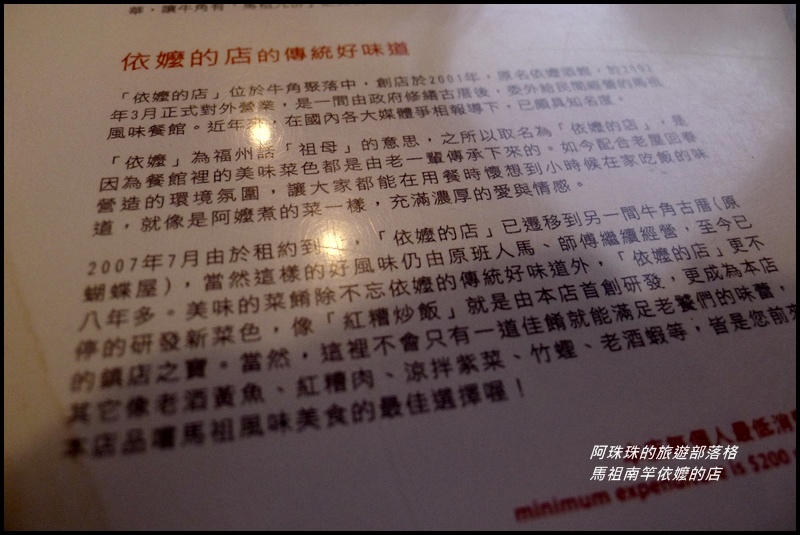 華，讓牛角有，馬祖
依嬤的店的傳統好味道
「依嬤的店」位於牛角聚落中，創店於2001年，原名依嬤酒館，於
年3月正式對外營業，是一間由政府修繕古厝後，委外給民間經營的馬祖
風味餐館。近年來，在國內各大媒體爭相報導下，已頗具知名度。
「依嬤」為福州話「祖母」的意思，之所以取名為「依嬤的店」，是
因為餐館裡的美味菜色都是由老一輩傳承下來的。如今配合老屋回春
營造的環境氛圍，讓大家都能在用餐時懷想到小時候在家吃飯的味
道，就像是阿嬤煮的菜一樣，充滿濃厚的愛與情感。
2007年7月由於租約到，「依嬤的店」已遷移到另一間牛角古厝(原
蝴蝶屋)，當然這樣的好風味仍由原班人馬、師傅繼續經營，至今已
八年多。美味的菜餚除不忘依嬤的傳統好味道外，「依嬤的店」更不
停的研發新菜色，像「紅糟炒飯」就是由本店首創研發，更成為本店
的鎮店之寶。當然，這裡不會只有一道佳餚就能滿足老饕們的味蕾，
其它像老酒黃魚、紅糟肉、涼拌紫菜、竹蟶、老酒蝦等；皆是您前來
本店品嚐馬祖風味美食的最佳選擇喔！
個人最低消
minimum is $200
阿珠珠的旅遊部落格
馬祖南竿依嬤的店